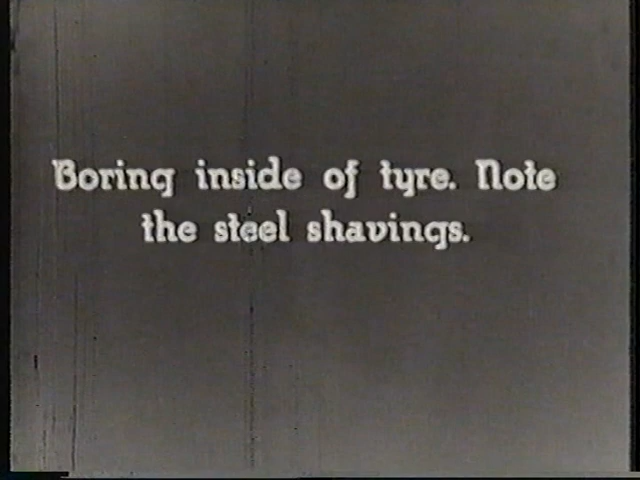 Boring inside of tyre. Note
the steel shavings.